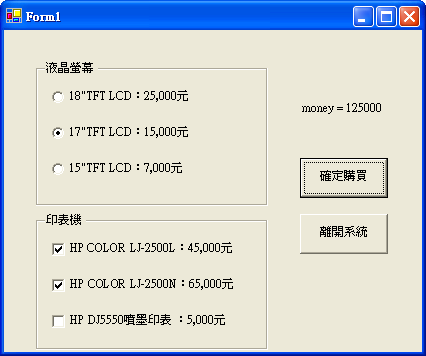 Form1
液晶螢幕
18"TFT LCD：25,000元
17"TFT LCD：15,000元
15"TFT LCD：7,000元
money = 125000
確定購買
離開系統
印表機
HP COLOR LJ-2500L：45,000元
HP COLOR LJ-2500N：65,000元
HP DJ5550噴墨印表 ：5,000元